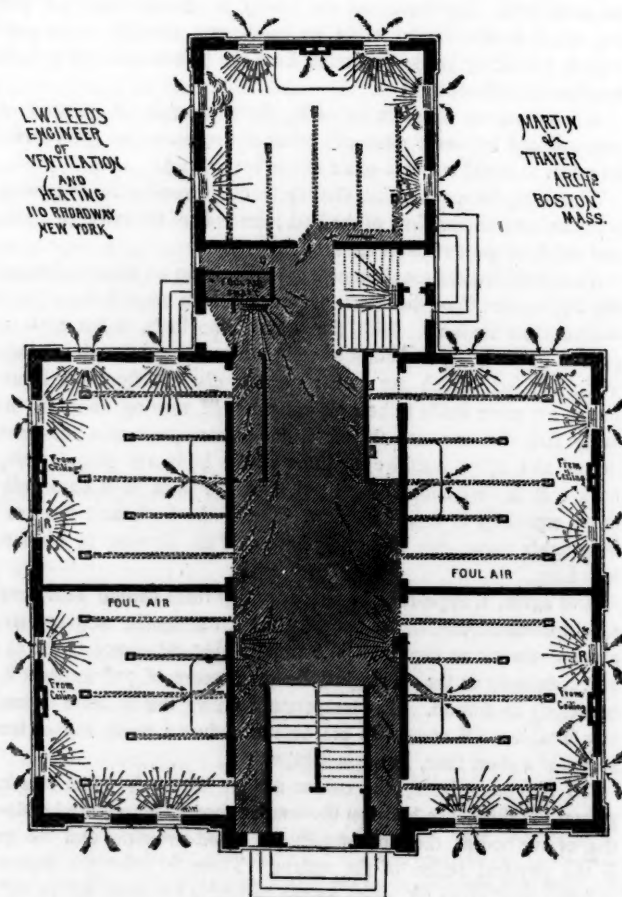 L.W. LEEDS
ENGINEER
OF
VENTILATION
AND
HEATING
110 BROADWAY
NEW YORK.
MARTIN
&
THAYER
ARCHTS
BOSTON
MASS.
From
Ceiling
From
Ceiling
R
FOUL AIR
FOUL AIR
R
From
Ceiling
From
Ceiling